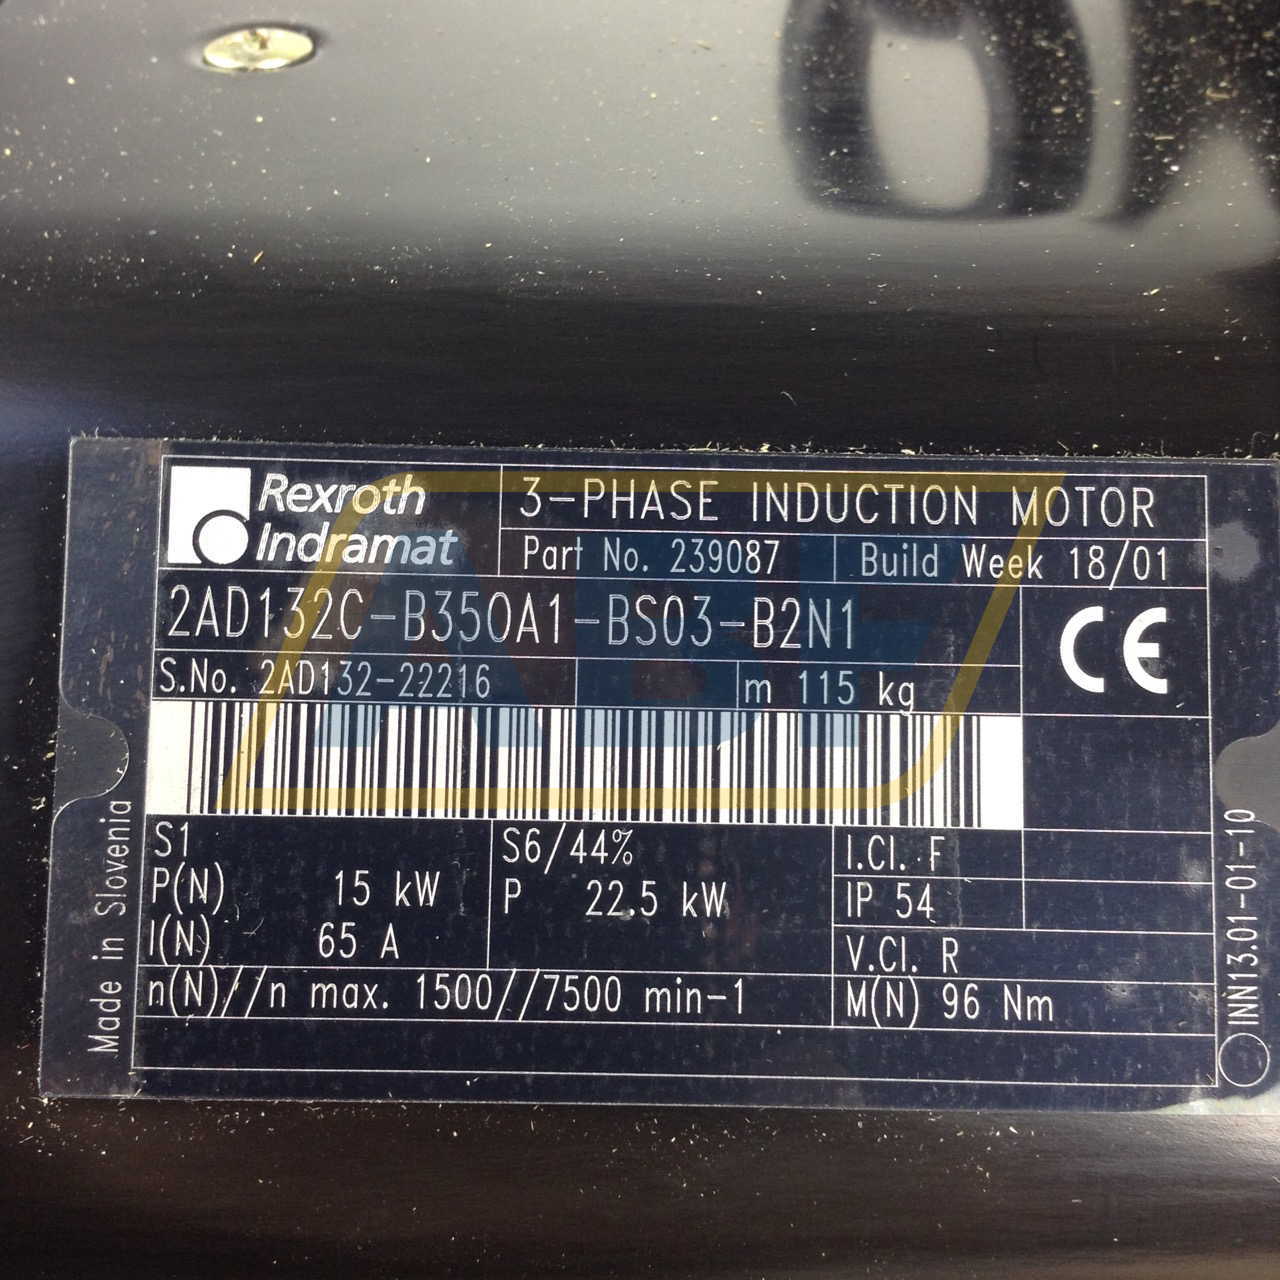 Rexroth
Indramat
3-PHASE INDUCTION MOTOR
Part No. 239087
Build Week 18/01
2AD132C-B350A1-BS03-B2N1
CE
S.No. 2AD132-22216
m 115 kg
S1
P(N) 15 kW
I(N) 65 A
S6/44%
P 22.5 kW
I.Cl. F
IP 54
V.Cl. R
n(N)//n max. 1500//7500 min-1
M(N) 96 Nm
Made in Slovenia
INN13.01-01-10
ABF